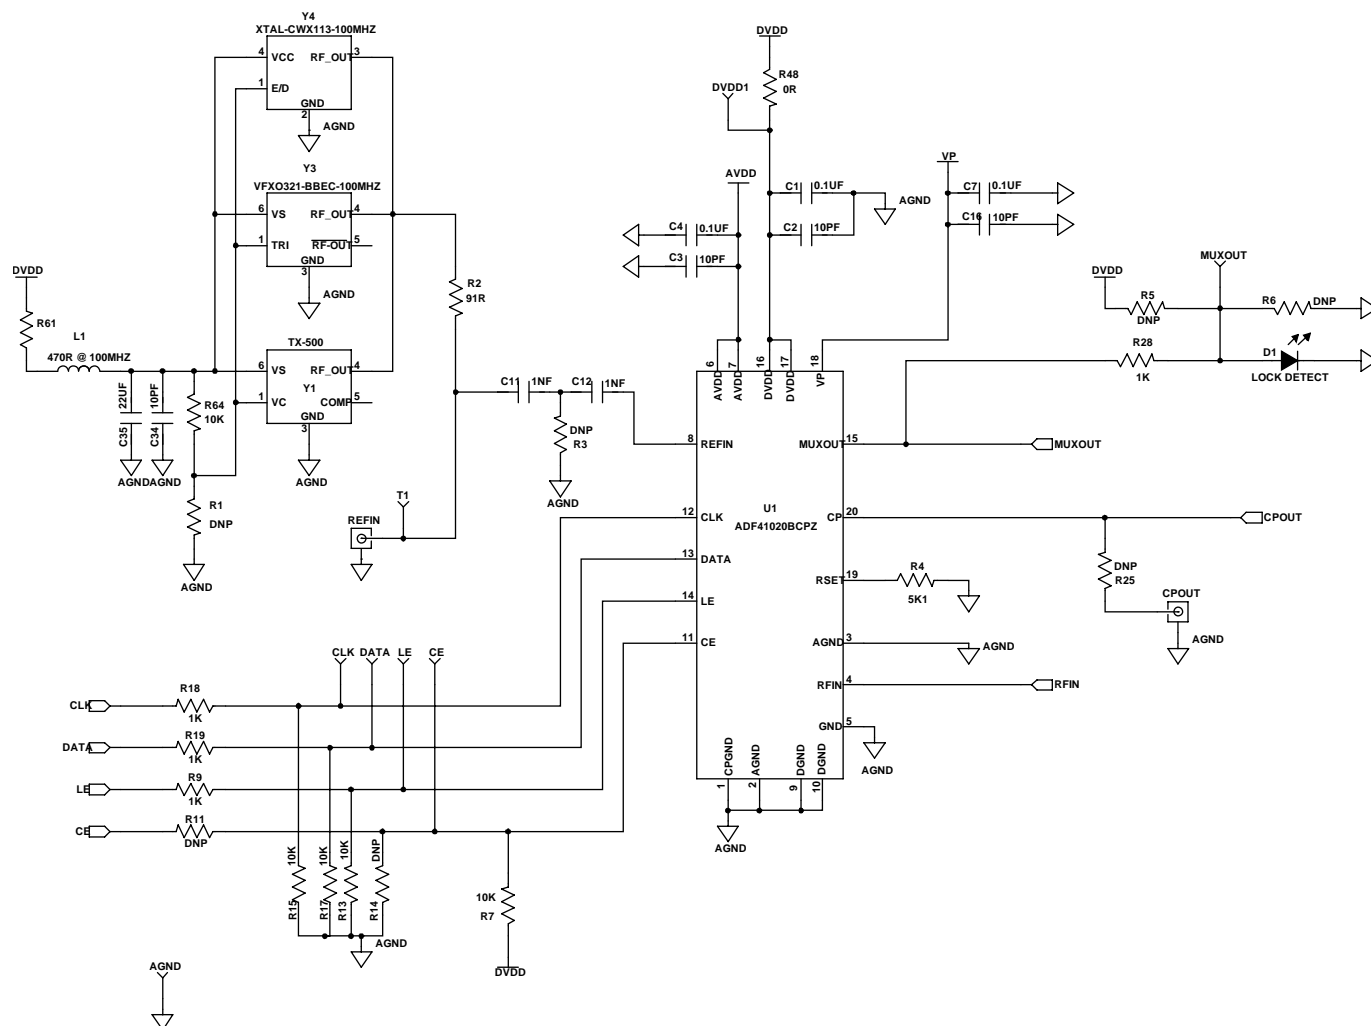 Y4
XTAL-CWX113-100MHZ
4 VCC RF_OUT 3
1 E/D
GND
2
AGND
Y3
VFXO321-BBEC-100MHZ
6 VS RF_OUT 4
1 TRI RF-OUT 5
GND
3
AGND
TX-500
6 VS RF_OUT 4
Y1
1 VC COMP 5
GND
3
AGND
DVDD
R61
L1
470R @ 100MHZ
22UF
C35
10PF
C34
AGND AGND
R64
10K
R1
DNP
AGND
R2
91R
C11 1NF
C12 1NF
DNP
R3
AGND
T1
REFIN
DVDD
R48
0R
DVDD1
AVDD
C1 0.1UF
C2 10PF
AGND
C4 0.1UF
C3 10PF
VP
C7 0.1UF
C16 10PF
MUXOUT
DVDD
R5
DNP
R6 DNP
R28
1K
D1
LOCK DETECT
6 AVDD
7 AVDD
16 DVDD
17 DVDD
18 VP
8 REFIN
MUXOUT 15
MUXOUT
U1
ADF41020BCPZ
12 CLK
CP 20
CPOUT
13 DATA
RSET 19
R4
5K1
14 LE
11 CE
AGND 3
AGND
RFIN 4
RFIN
GND 5
AGND
CPGND 1
AGND 2
DGND 9
DGND 10
AGND
DNP
R25
CPOUT
AGND
CLK DATA LE CE
CLK
R18
1K
DATA
R19
1K
LE
R9
1K
CE
R11
DNP
10K
R15
10K
R17
10K
R13
DNP
R14
AGND
10K
R7
DVDD
AGND